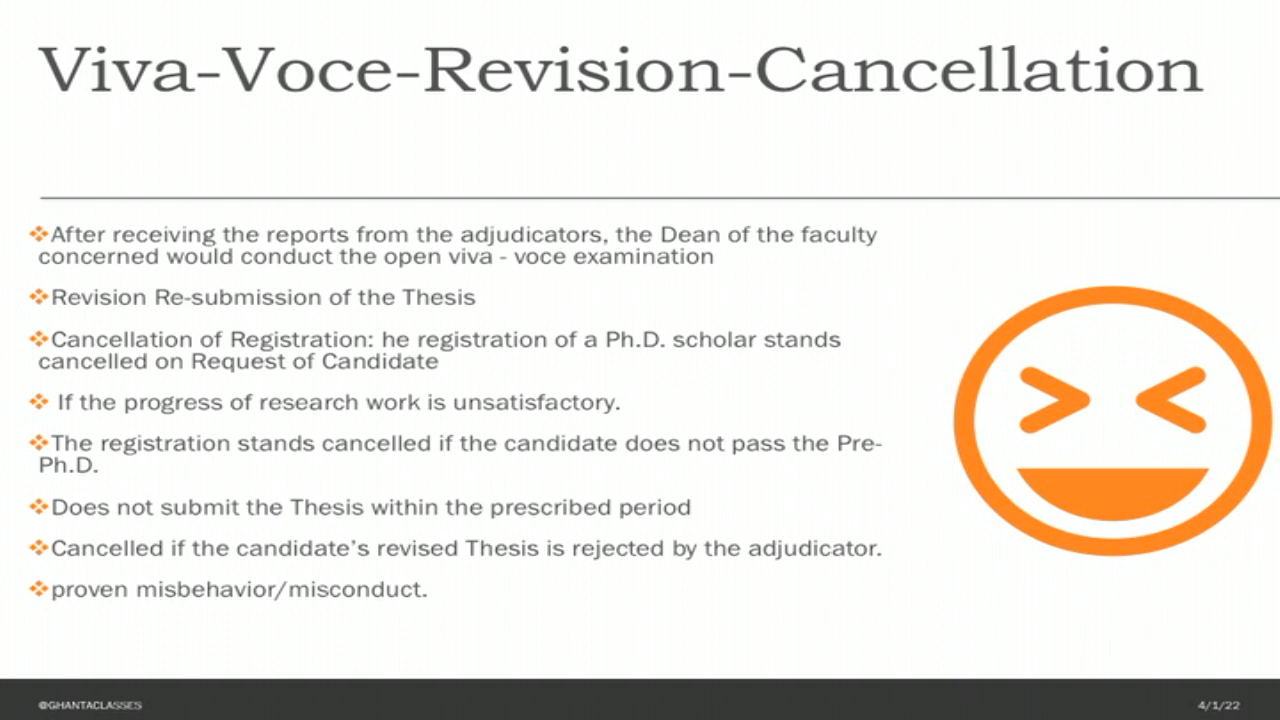 Viva-Voce-Revision-Cancellation
After receiving the reports from the adjudicators, the Dean of the faculty
concerned would conduct the open viva - voce examination
Revision Re-submission of the Thesis
Cancellation of Registration: he registration of a Ph.D. scholar stands
cancelled on Request of Candidate
If the progress of research work is unsatisfactory.
The registration stands cancelled if the candidate does not pass the Pre-
Ph.D.
Does not submit the Thesis within the prescribed period
Cancelled if the candidate’s revised Thesis is rejected by the adjudicator.
proven misbehavior/misconduct.
@GHANTACLASSES
4/1/22